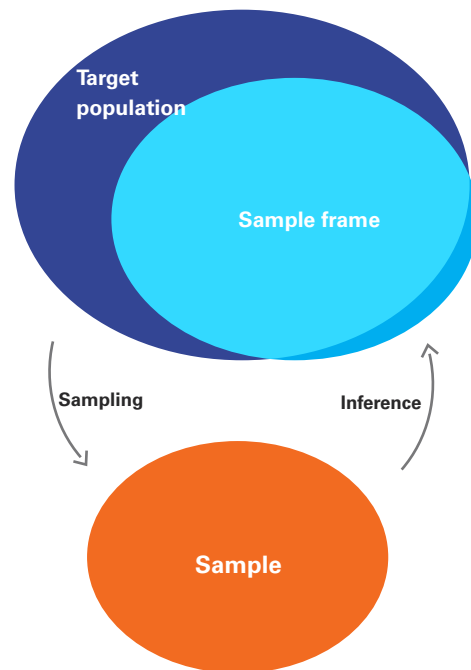 Target
population
Sample frame
Sampling
Inference
Sample